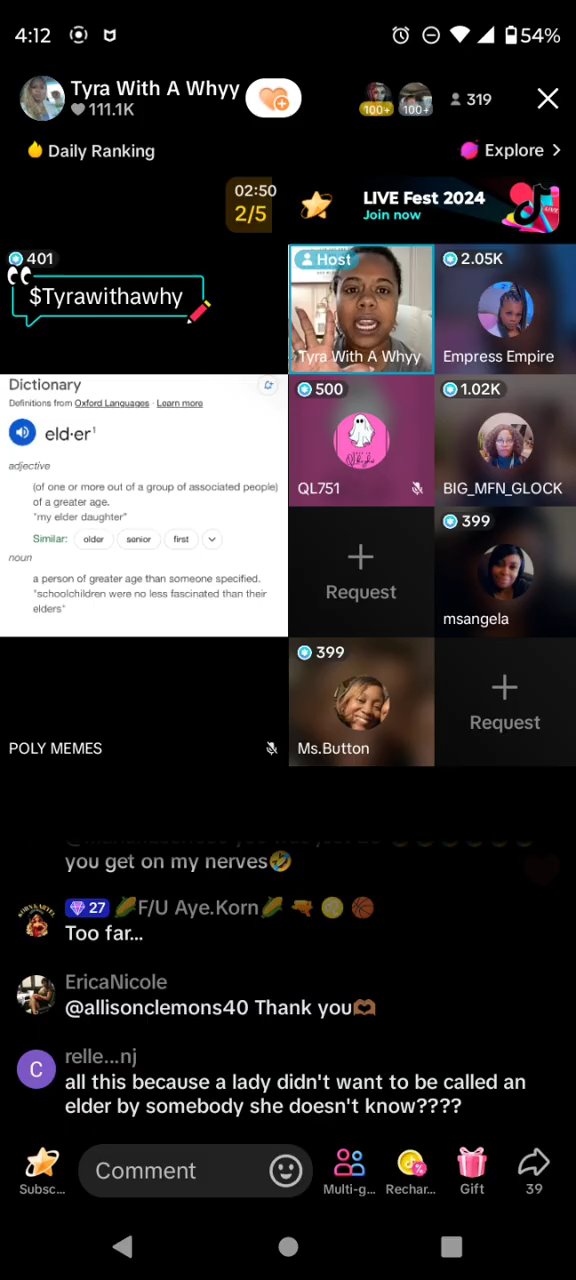 4:12
54%
Tyra With A Whyy
111.1K
100+
100+
319
Daily Ranking
Explore >
02:50
2/5
LIVE Fest 2024
Join now
401
$Tyrawithawhy
Host
Tyra With A Whyy
2.05K
Empress Empire
Dictionary
Definitions from Oxford Languages · Learn more
eld·er¹
adjective
(of one or more out of a group of associated people)
of a greater age.
"my elder daughter"
Similar:
older
senior
first
noun
a person of greater age than someone specified.
"schoolchildren were no less fascinated than their
elders"
500
QL751
1.02K
BIG_MFN_GLOCK
Request
399
msangela
399
Ms.Button
Request
POLY MEMES
you get on my nerves🤣
27 🌽F/U Aye.Korn🌽 🔫 ♌ 🏀
Too far...
EricaNicole
@allisonclemons40 Thank you🫶🏾
C
relle...nj
all this because a lady didn't want to be called an
elder by somebody she doesn't know????
Comment
Subsc...
Multi-g...
Rechar...
Gift
39